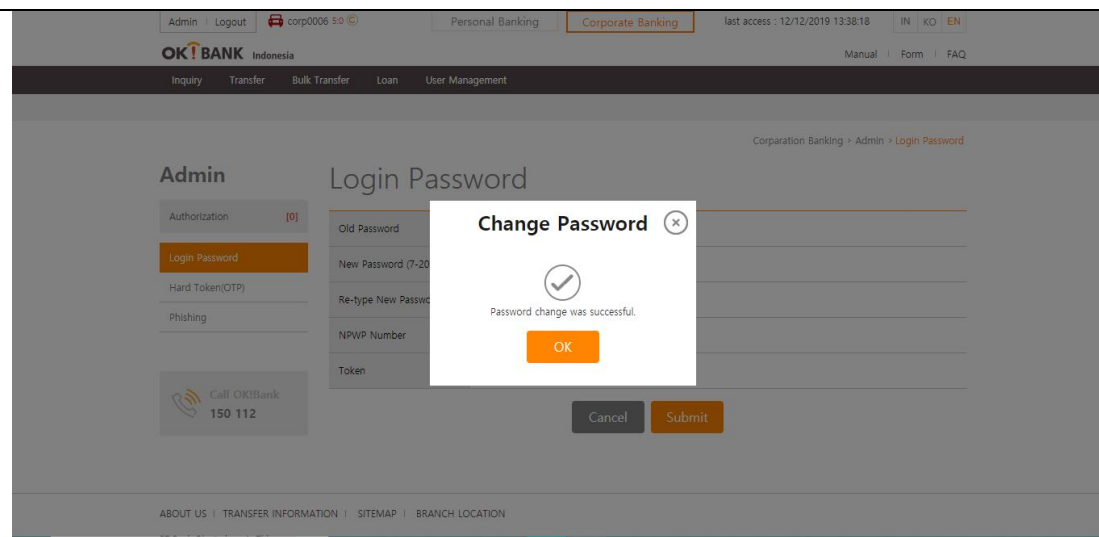 Admin | Logout corp0006 5:0 C Personal Banking Corporate Banking last access : 12/12/2019 13:38:18 IN KO EN
OK! BANK Indonesia Manual | Form | FAQ
Inquiry Transfer Bulk Transfer Loan User Management
Corparation Banking > Admin > Login Password
Admin
Authorization [0]
Login Password
Hard Token(OTP)
Phishing
Call OK!Bank
150 112
Login Password
Old Password
New Password (7-20
Re-type New Passwo
NPWP Number
Token
Change Password
Password change was successful.
OK
Cancel Submit
ABOUT US | TRANSFER INFORMATION | SITEMAP | BRANCH LOCATION